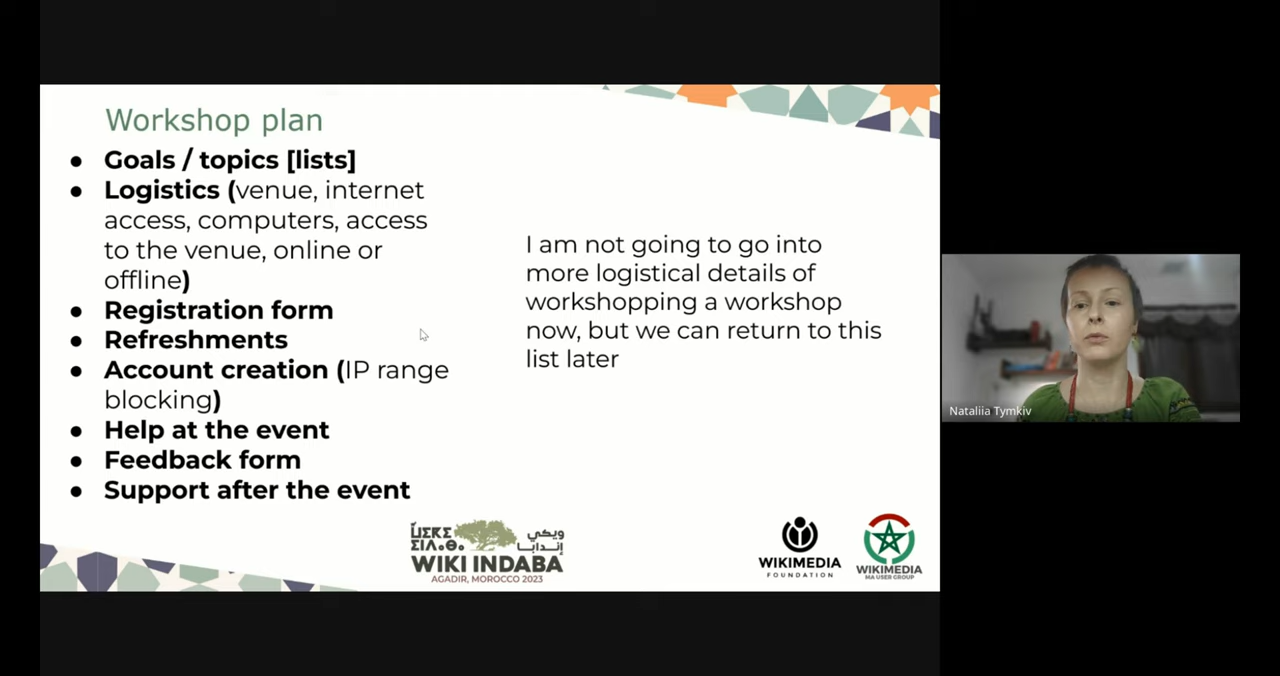 Workshop plan
● Goals / topics [lists]
● Logistics (venue, internet
access, computers, access
to the venue, online or
offline)
● Registration form
● Refreshments
● Account creation (IP range
blocking)
● Help at the event
● Feedback form
● Support after the event
I am not going to go into
more logistical details of
workshopping a workshop
now, but we can return to this
list later
Nataliia Tymkiv
ويكي
إندابا
WIKI INDABA
AGADIR, MOROCCO 2023
WIKIMEDIA
FOUNDATION
WIKIMEDIA
MA USER GROUP